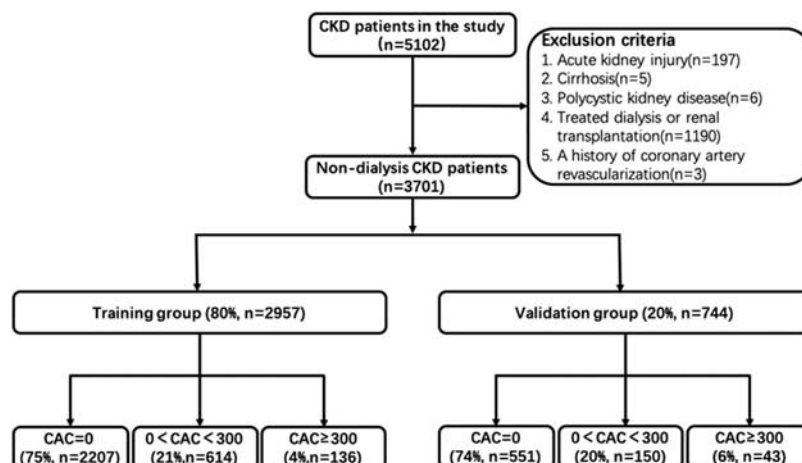 CKD patients in the study
(n=5102)
Exclusion criteria
1. Acute kidney injury(n=197)
2. Cirrhosis(n=5)
3. Polycystic kidney disease(n=6)
4. Treated dialysis or renal
transplantation(n=1190)
5. A history of coronary artery
revascularization(n=3)
Non-dialysis CKD patients
(n=3701)
Training group (80%, n=2957)
Validation group (20%, n=744)
CAC=0
(75%, n=2207)
0<CAC<300
(21%,n=614)
CAC≥300
(4%,n=136)
CAC=0
(74%, n=551)
0<CAC<300
(20%, n=150)
CAC≥300
(6%, n=43)